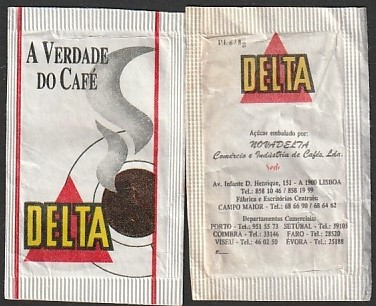 A VERDADE
DO CAFÉ
DELTA
DELTA
Açúcar embalado por:
NOVADELTA
Comércio e Indústria de Cafés, Lda.
Sede
Av. Infante D. Henrique, 151 - A 1900 LISBOA
Tel.: 858 10 46 / 858 19 99
Fábrica e Escritórios Centrais:
CAMPO MAIOR - Tel.: 68 66 90 / 68 64 62
Departamentos Comerciais:
PORTO - Tel.: 951 55 73 SETÚBAL - Tel.: 39105
COIMBRA - Tel.: 33146 FARO - Tel.: 28520
VISEU - Tel.: 46 02 50 ÉVORA - Tel.: 25188